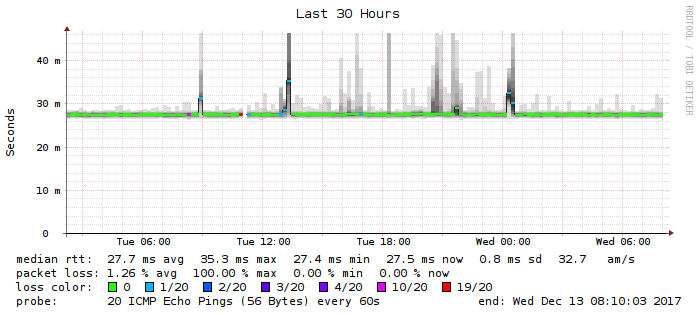 Last 30 Hours
RRDTOOL / TOBI OETIKER
Seconds
40 m
30 m
20 m
10 m
0
Tue 06:00 Tue 12:00 Tue 18:00 Wed 00:00 Wed 06:00
median rtt: 27.7 ms avg 35.3 ms max 27.4 ms min 27.5 ms now 0.8 ms sd 32.7 am/s
packet loss: 1.26 % avg 100.00 % max 0.00 % min 0.00 % now
loss color: 0 1/20 2/20 3/20 4/20 10/20 19/20
probe: 20 ICMP Echo Pings (56 Bytes) every 60s end: Wed Dec 13 08:10:03 2017